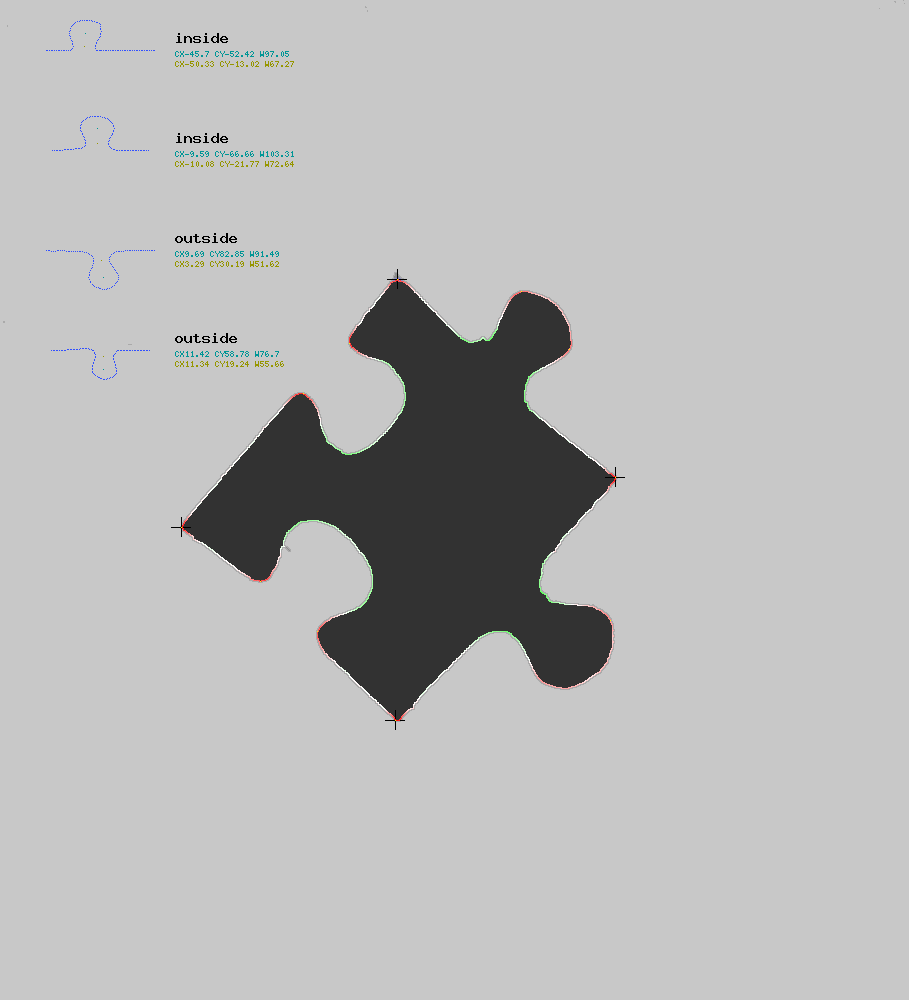 inside
CX-45.7 CY-52.42 W97.05
CX-50.33 CY-13.02 W67.27
inside
CX-9.59 CY-66.66 W103.31
CX-10.08 CY-21.77 W72.64
outside
CX9.69 CY82.85 W91.49
CX3.29 CY30.19 W51.62
outside
CX11.42 CY58.78 W76.7
CX11.34 CY19.24 W55.66